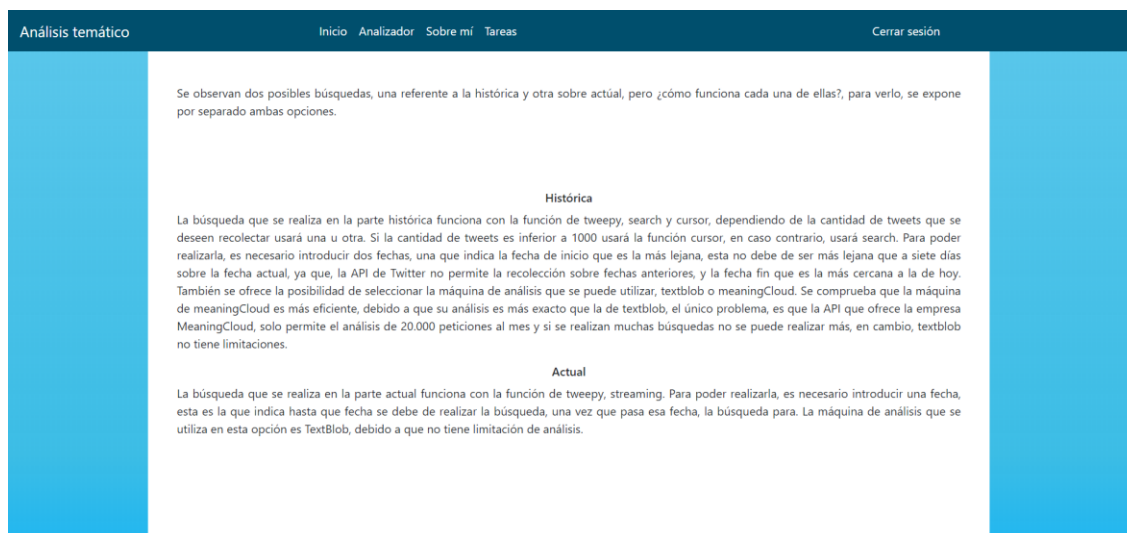 Análisis temático
Inicio Analizador Sobre mí Tareas
Cerrar sesión
Se observan dos posibles búsquedas, una referente a la histórica y otra sobre actúal, pero ¿cómo funciona cada una de ellas?, para verlo, se expone
por separado ambas opciones.
Histórica
La búsqueda que se realiza en la parte histórica funciona con la función de tweepy, search y cursor, dependiendo de la cantidad de tweets que se
deseen recolectar usará una u otra. Si la cantidad de tweets es inferior a 1000 usará la función cursor, en caso contrario, usará search. Para poder
realizarla, es necesario introducir dos fechas, una que indica la fecha de inicio que es la más lejana, esta no debe de ser más lejana que a siete días
sobre la fecha actual, ya que, la API de Twitter no permite la recolección sobre fechas anteriores, y la fecha fin que es la más cercana a la de hoy.
También se ofrece la posibilidad de seleccionar la máquina de análisis que se puede utilizar, textblob o meaningCloud. Se comprueba que la máquina
de meaningCloud es más eficiente, debido a que su análisis es más exacto que la de textblob, el único problema, es que la API que ofrece la empresa
MeaningCloud, solo permite el análisis de 20.000 peticiones al mes y si se realizan muchas búsquedas no se puede realizar más, en cambio, textblob
no tiene limitaciones.
Actual
La búsqueda que se realiza en la parte actual funciona con la función de tweepy, streaming. Para poder realizarla, es necesario introducir una fecha,
esta es la que indica hasta que fecha se debe de realizar la búsqueda, una vez que pasa esa fecha, la búsqueda para. La máquina de análisis que se
utiliza en esta opción es TextBlob, debido a que no tiene limitación de análisis.